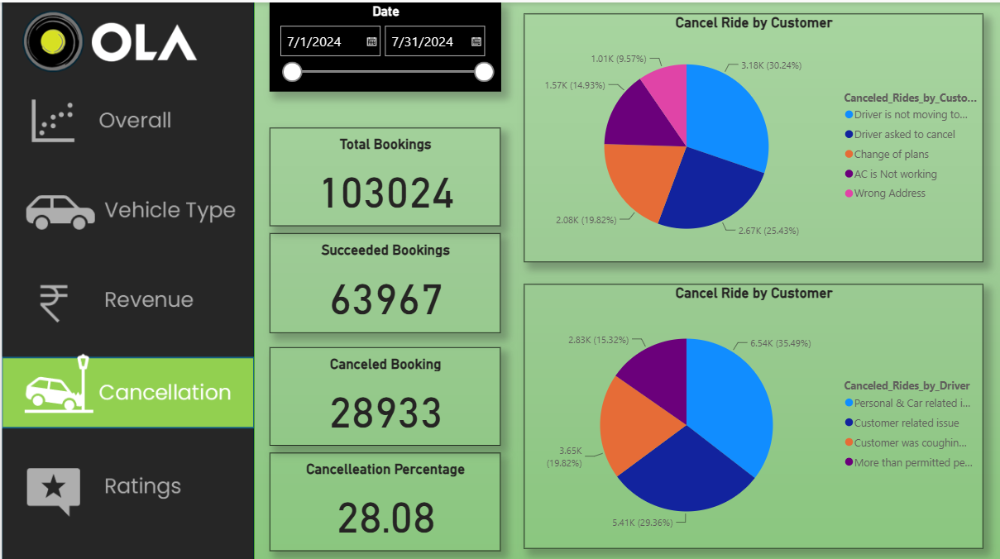 OLA
Overall
Vehicle Type
Revenue
Cancellation
Ratings
Date
7/1/2024
7/31/2024
Total Bookings
103024
Succeeded Bookings
63967
Canceled Booking
28933
Cancelleation Percentage
28.08
Cancel Ride by Customer
1.01K (9.57%)
3.18K (30.24%)
1.57K (14.93%)
2.08K (19.82%)
2.67K (25.43%)
Canceled_Rides_by_Custo...
Driver is not moving to...
Driver asked to cancel
Change of plans
AC is Not working
Wrong Address
Cancel Ride by Customer
2.83K (15.32%)
6.54K (35.49%)
3.65K
(19.82%)
5.41K (29.36%)
Canceled_Rides_by_Driver
Personal & Car related i...
Customer related issue
Customer was coughin...
More than permitted pe...